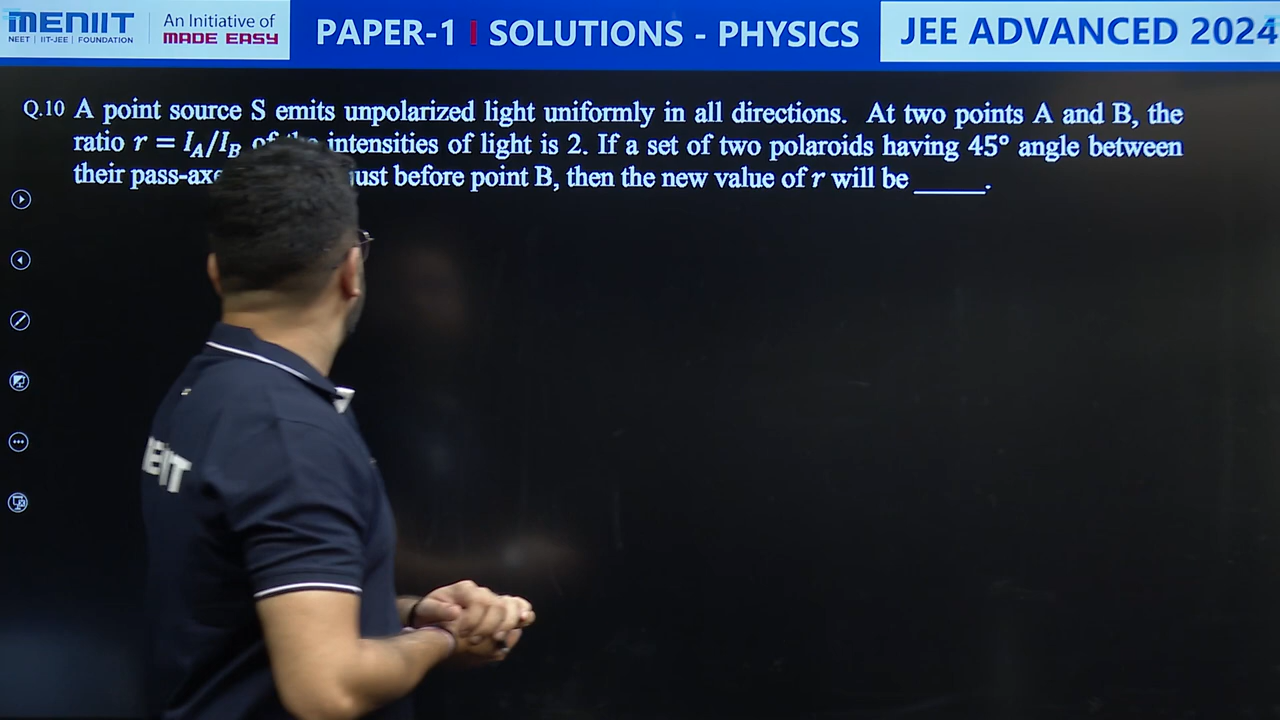 MENIIT
NEET | IIT-JEE | FOUNDATION
An Initiative of
MADE EASY
PAPER-1 | SOLUTIONS - PHYSICS
JEE ADVANCED 2024
Q.10 A point source S emits unpolarized light uniformly in all directions. At two points A and B, the
ratio r = I_A/I_B of the intensities of light is 2. If a set of two polaroids having 45° angle between
their just before point B, then the new value of r will be _____.